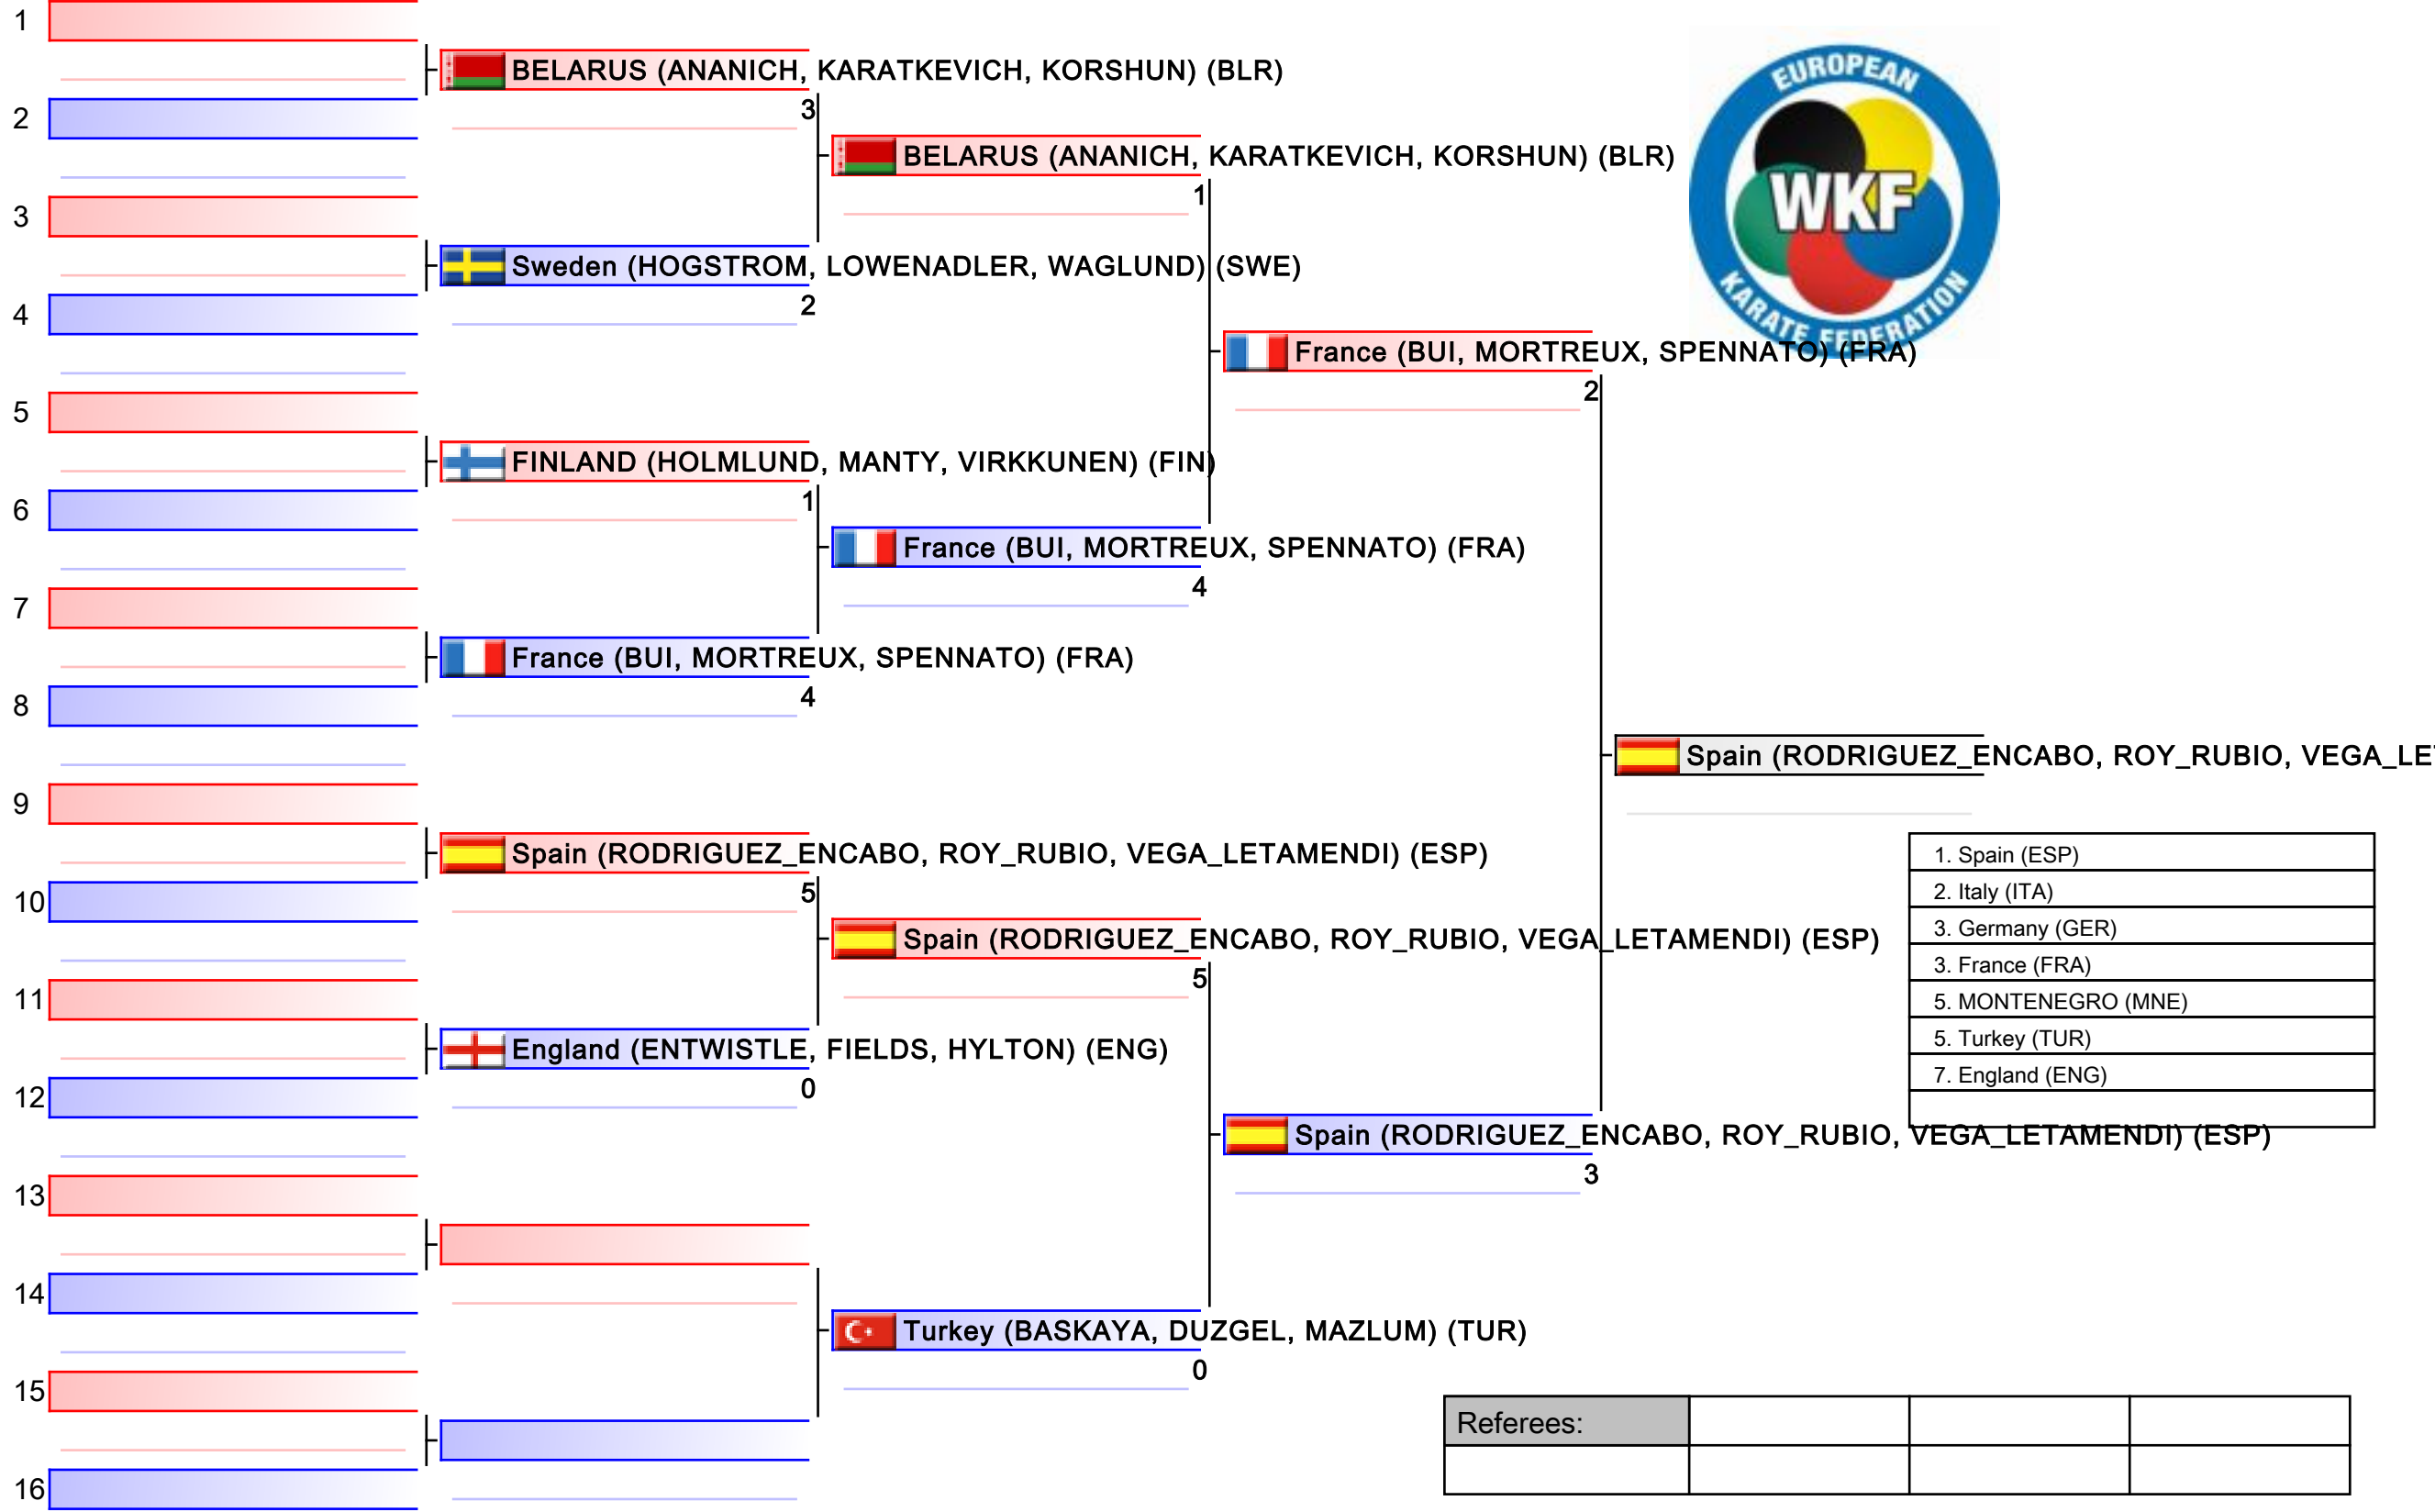 1
BELARUS (ANANICH, KARATKEVICH, KORSHUN) (BLR)
3
2
BELARUS (ANANICH, KARATKEVICH, KORSHUN) (BLR)
1
3
Sweden (HOGSTROM, LOWENADLER, WAGLUND) (SWE)
2
4
EUROPEAN
WKF
KARATE FEDERATION
France (BUI, MORTREUX, SPENNATO) (FRA)
2
5
FINLAND (HOLMLUND, MANTY, VIRKKUNEN) (FIN)
1
6
France (BUI, MORTREUX, SPENNATO) (FRA)
4
7
France (BUI, MORTREUX, SPENNATO) (FRA)
4
8
Spain (RODRIGUEZ_ENCABO, ROY_RUBIO, VEGA_LE
9
Spain (RODRIGUEZ_ENCABO, ROY_RUBIO, VEGA_LETAMENDI) (ESP)
5
10
Spain (RODRIGUEZ_ENCABO, ROY_RUBIO, VEGA_LETAMENDI) (ESP)
5
11
England (ENTWISTLE, FIELDS, HYLTON) (ENG)
0
12
1. Spain (ESP)
2. Italy (ITA)
3. Germany (GER)
3. France (FRA)
5. MONTENEGRO (MNE)
5. Turkey (TUR)
7. England (ENG)
Spain (RODRIGUEZ_ENCABO, ROY_RUBIO, VEGA_LETAMENDI) (ESP)
3
13
14
Turkey (BASKAYA, DUZGEL, MAZLUM) (TUR)
0
15
16
Referees: